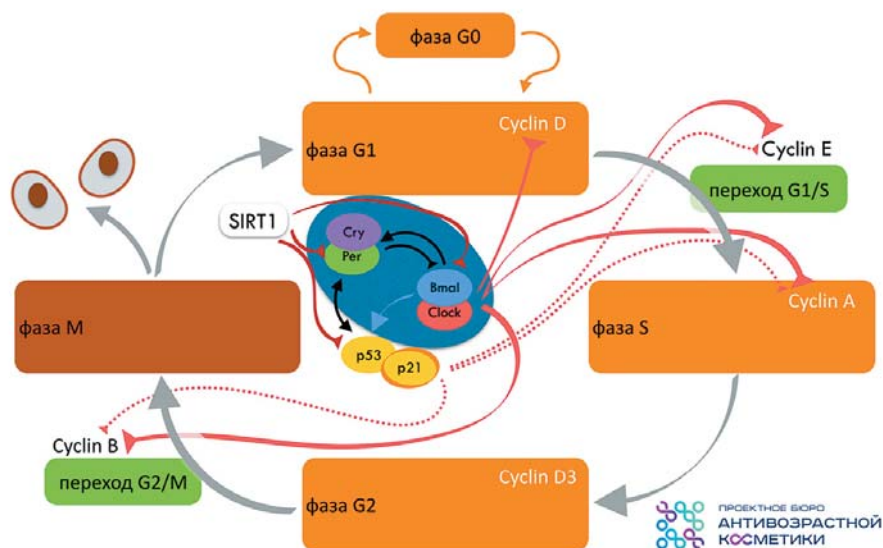 фаза G0
Cyclin D
фаза G1
Cyclin E
переход G1/S
SIRT1
Cry
Per
Bmal
Clock
Cyclin A
фаза S
фаза M
p53
p21
Cyclin B
переход G2/M
Cyclin D3
фаза G2
ПРОЕКТНОЕ БЮРО
АНТИВОЗРАСТНОЙ
КОСМЕТИКИ